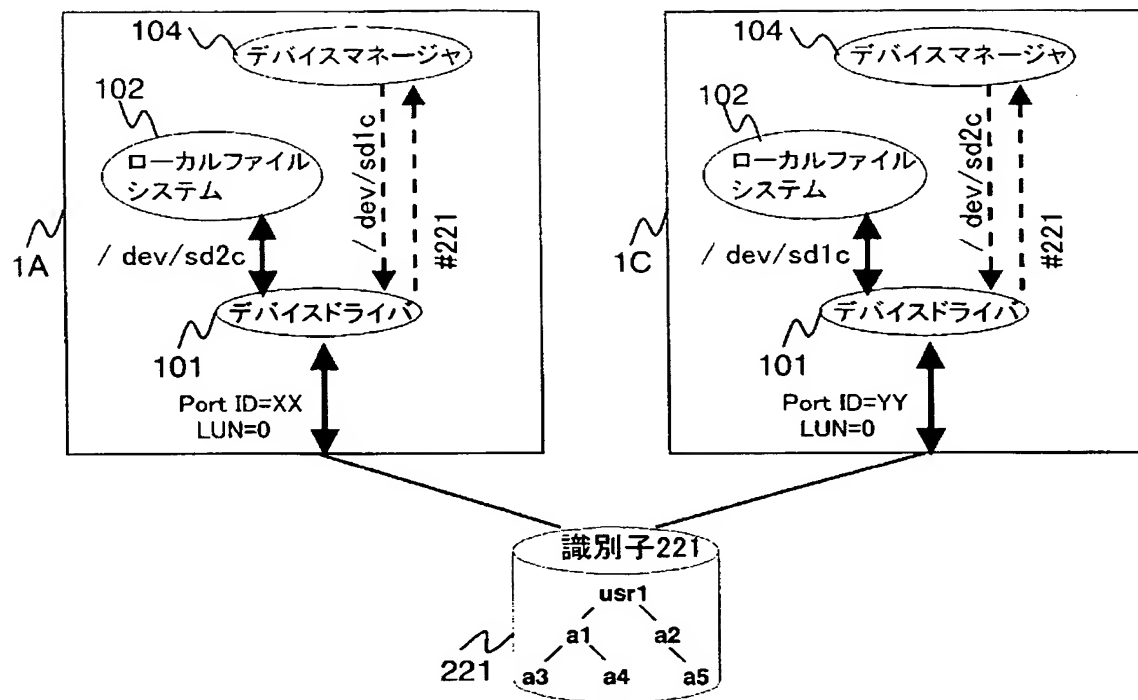 104
デバイスマネージャ
102
ローカルファイル
システム
/ dev/sd1c
#221
1A
/ dev/sd2c
デバイスドライバ
101
Port ID=XX
LUN=0
104
デバイスマネージャ
102
ローカルファイル
システム
/ dev/sd2c
#221
1C
/ dev/sd1c
デバイスドライバ
101
Port ID=YY
LUN=0
識別子221
usr1
a1 a2
a3 a4 a5
221